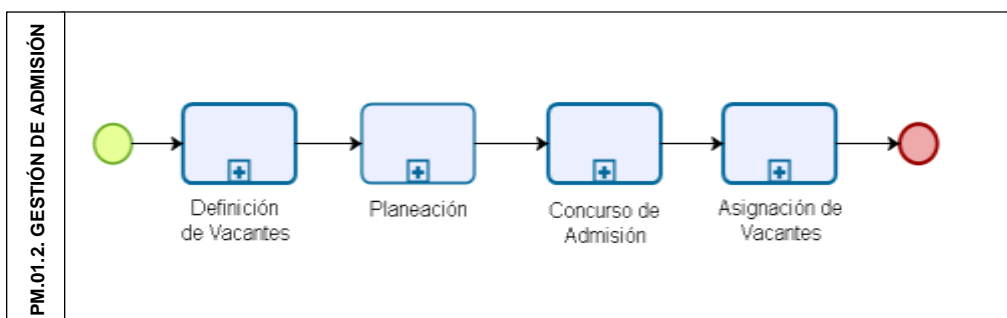 PM.01.2. GESTIÓN DE ADMISIÓN
Definición
de Vacantes
Planeación
Concurso de
Admisión
Asignación de
Vacantes